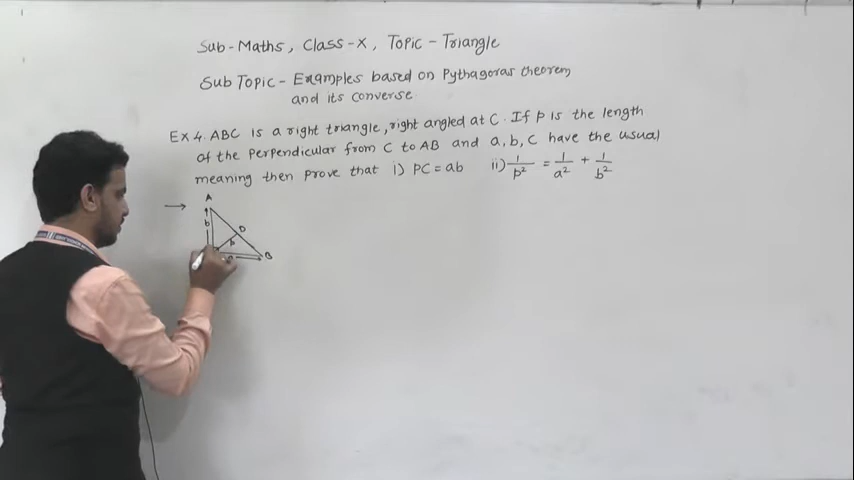 Sub-Maths, Class-X, Topic-Triangle
Sub Topic - Examples based on Pythagoras theorem
and its converse.
EX 4. ABC is a right triangle, right angled at C. If p is the length
of the perpendicular from C to AB and a, b, c have the usual
meaning then prove that i) PC = ab ii) 1/p² = 1/a² + 1/b²
→ A
b
D
p
a B